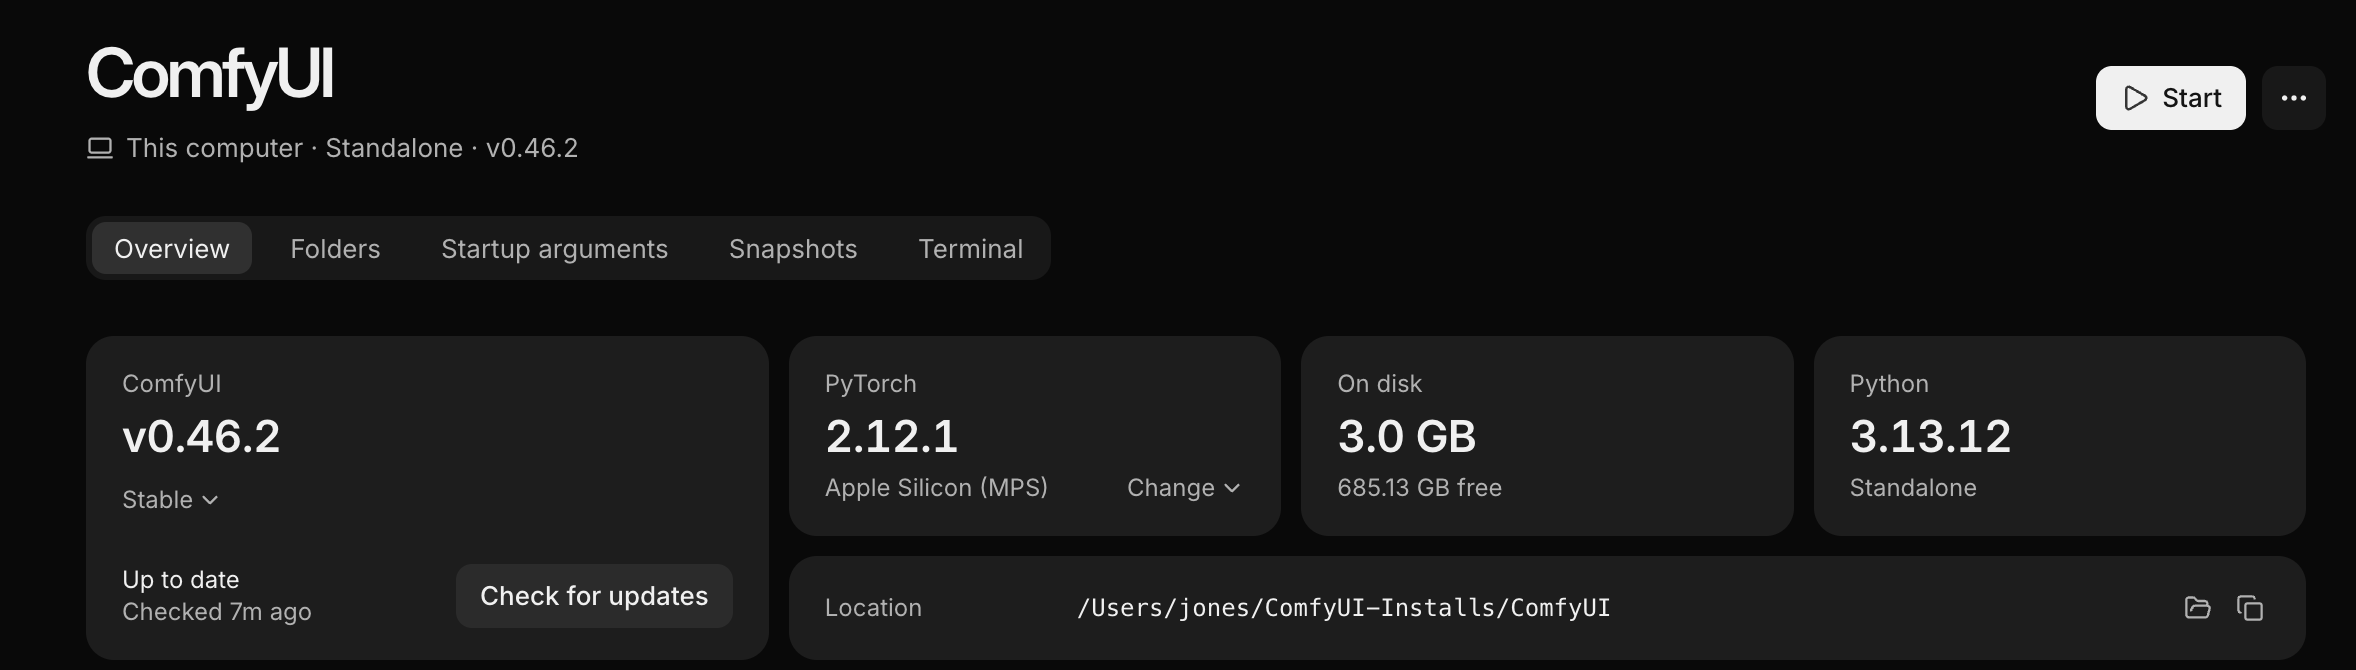 ComfyUI
Start
This computer · Standalone · v0.46.2
Overview Folders Startup arguments Snapshots Terminal
ComfyUI
v0.46.2
Stable
Up to date
Checked 7m ago
Check for updates
PyTorch
2.12.1
Apple Silicon (MPS) Change
On disk
3.0 GB
685.13 GB free
Python
3.13.12
Standalone
Location /Users/jones/ComfyUI-Installs/ComfyUI